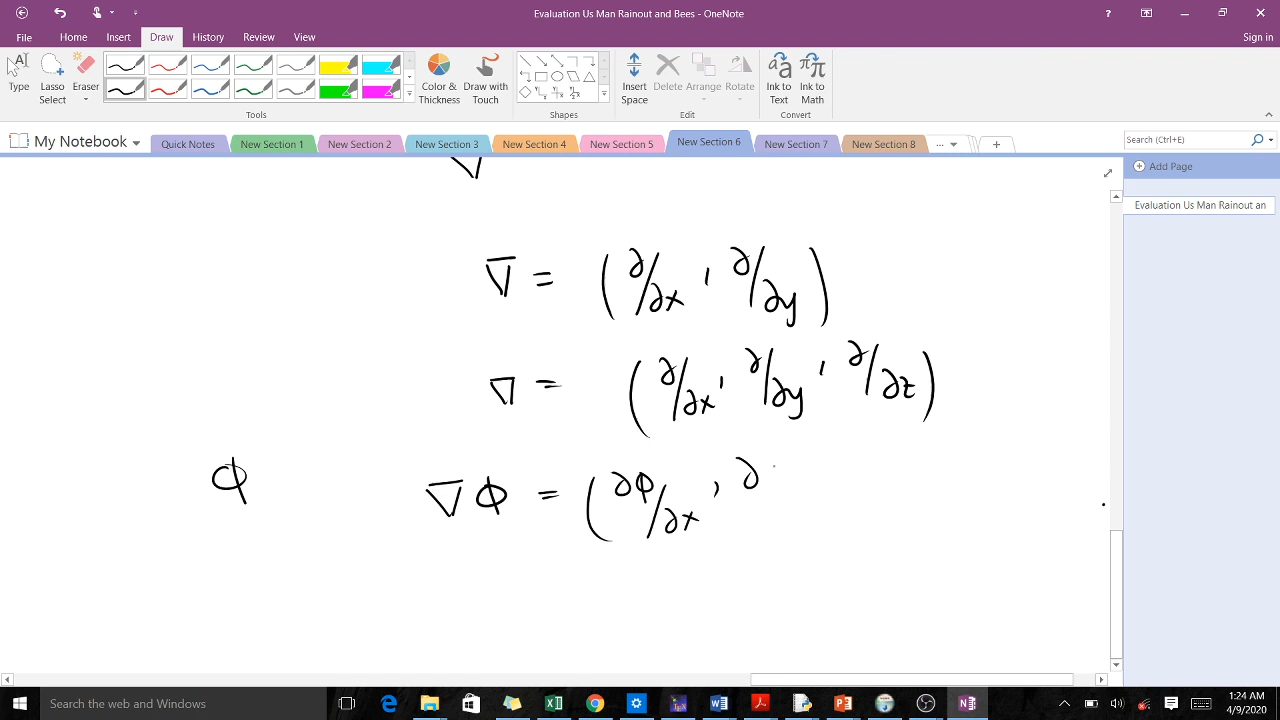 Evaluation Us Man Rainout and Bees - OneNote
File Home Insert Draw History Review View Sign in
Type Lasso Select Eraser Color & Thickness Draw with Touch Insert Space Delete Arrange Rotate Ink to Text Ink to Math
Tools Shapes Edit Convert
My Notebook Quick Notes New Section 1 New Section 2 New Section 3 New Section 4 New Section 5 New Section 6 New Section 7 New Section 8 ... + Search (Ctrl+E)
Add Page
Evaluation Us Man Rainout an
∇
∇ = (∂/∂x , ∂/∂y)
∇ = (∂/∂x , ∂/∂y , ∂/∂z)
Φ ∇Φ = (∂Φ/∂x , ∂
Search the web and Windows 1:24 AM
4/9/2020